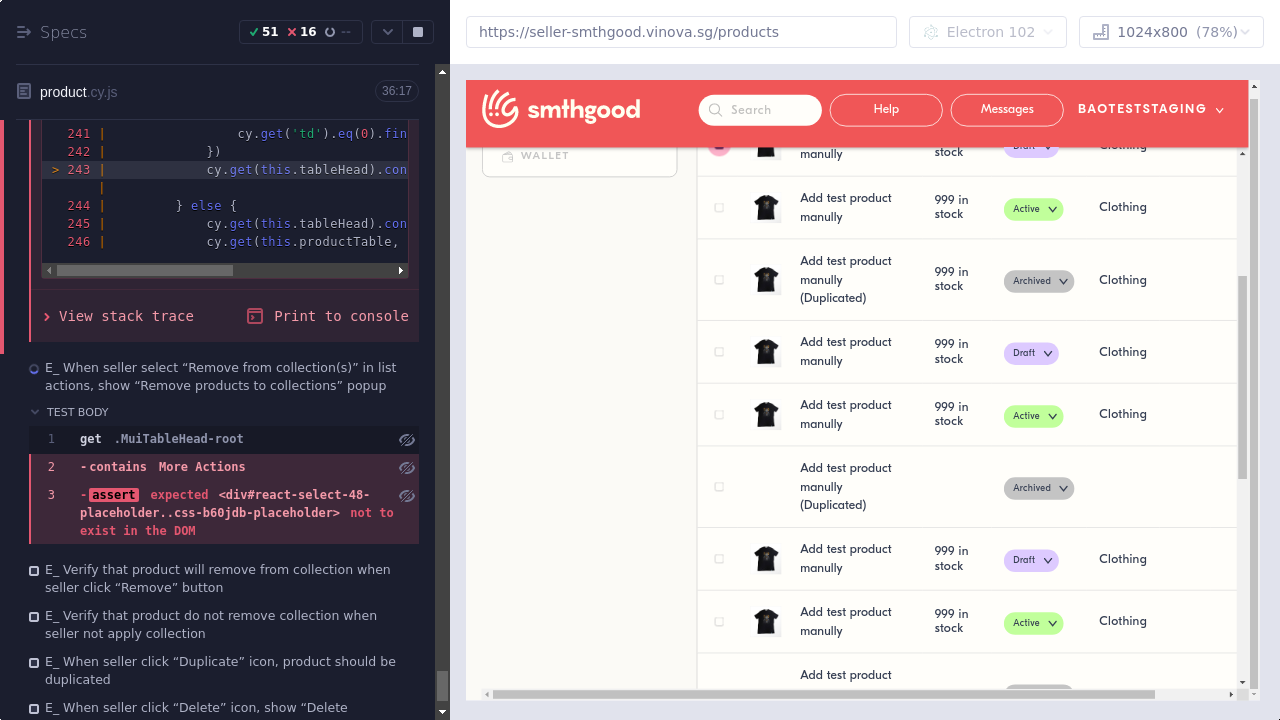 Specs
51 16 --
product.cy.js 36:17
241 | cy.get('td').eq(0).fin
242 | })
> 243 | cy.get(this.tableHead).con
|
244 | } else {
245 | cy.get(this.tableHead).con
246 | cy.get(this.productTable,
View stack trace Print to console
E_ When seller select “Remove from collection(s)” in list
actions, show “Remove products to collections” popup
TEST BODY
1 get .MuiTableHead-root
2 -contains More Actions
3 -assert expected <div#react-select-48-
placeholder..css-b60jdb-placeholder> not to
exist in the DOM
E_ Verify that product will remove from collection when
seller click “Remove” button
E_ Verify that product do not remove collection when
seller not apply collection
E_ When seller click “Duplicate” icon, product should be
duplicated
E_ When seller click “Delete” icon, show “Delete
https://seller-smthgood.vinova.sg/products
Electron 102
1024x800 (78%)
smthgood
Search
Help
Messages
BAOTESTSTAGING
WALLET
manully stock Draft Clothing
Add test product
manully
999 in
stock
Active
Clothing
Add test product
manully
(Duplicated)
999 in
stock
Archived
Clothing
Add test product
manully
999 in
stock
Draft
Clothing
Add test product
manully
999 in
stock
Active
Clothing
Add test product
manully
(Duplicated)
Archived
Add test product
manully
999 in
stock
Draft
Clothing
Add test product
manully
999 in
stock
Active
Clothing
Add test product